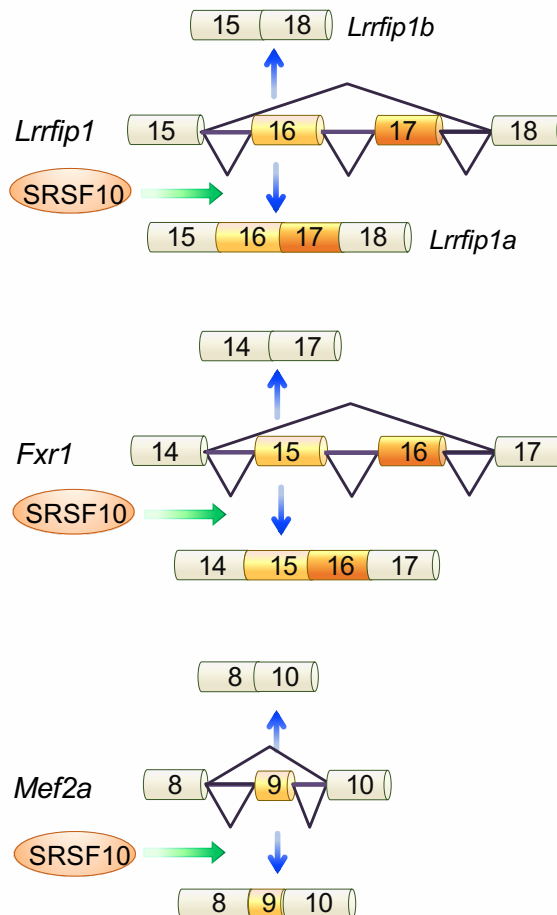 15 18 Lrrfip1b
Lrrfip1 15 16 17 18
SRSF10
15 16 17 18 Lrrfip1a
14 17
Fxr1 14 15 16 17
SRSF10
14 15 16 17
8 10
Mef2a 8 9 10
SRSF10
8 9 10